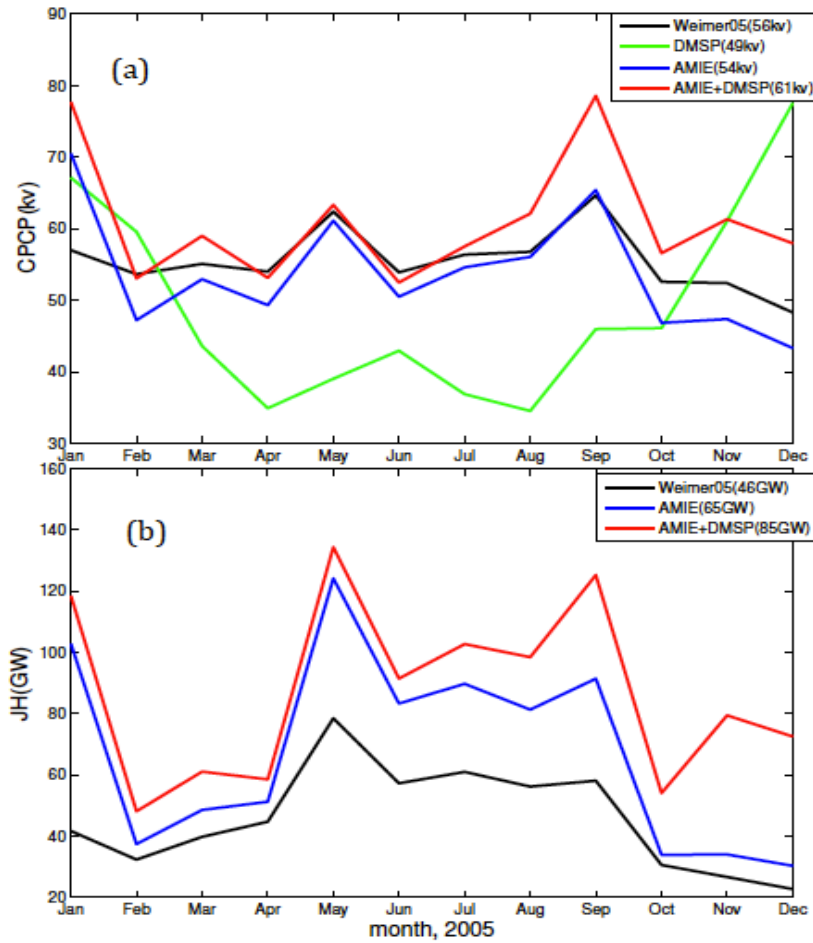 90
80
70
60
50
40
30
CPCP(kv)
(a)
Weimer05(56kv)
DMSP(49kv)
AMIE(54kv)
AMIE+DMSP(61kv)
Jan Feb Mar Apr May Jun Jul Aug Sep Oct Nov Dec
160
140
120
100
80
60
40
20
JH(GW)
(b)
Weimer05(46GW)
AMIE(65GW)
AMIE+DMSP(85GW)
Jan Feb Mar Apr May Jun Jul Aug Sep Oct Nov Dec
month, 2005